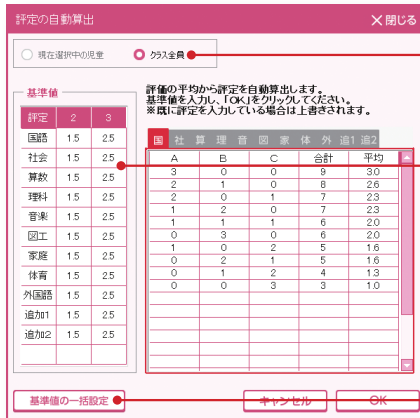 評定の自動算出 ×閉じる
現在選択中の児童 クラス全員
基準値
評定 2 3
国語 1.5 2.5
社会 1.5 2.5
算数 1.5 2.5
理科 1.5 2.5
音楽 1.5 2.5
図工 1.5 2.5
家庭 1.5 2.5
体育 1.5 2.5
外国語 1.5 2.5
追加1 1.5 2.5
追加2 1.5 2.5
評価の平均から評定を自動算出します。
基準値を入力し、「OK」をクリックしてください。
※既に評定を入力している場合は上書きされます。
国 社 算 理 音 図 家 体 外 追1 追2
A B C 合計 平均
3 0 0 9 3.0
2 1 0 8 2.6
2 0 1 7 2.3
1 2 0 7 2.3
1 1 1 6 2.0
0 3 0 6 2.0
1 0 2 5 1.6
0 2 1 5 1.6
0 1 2 4 1.3
0 0 3 3 1.0
基準値の一括設定 キャンセル OK